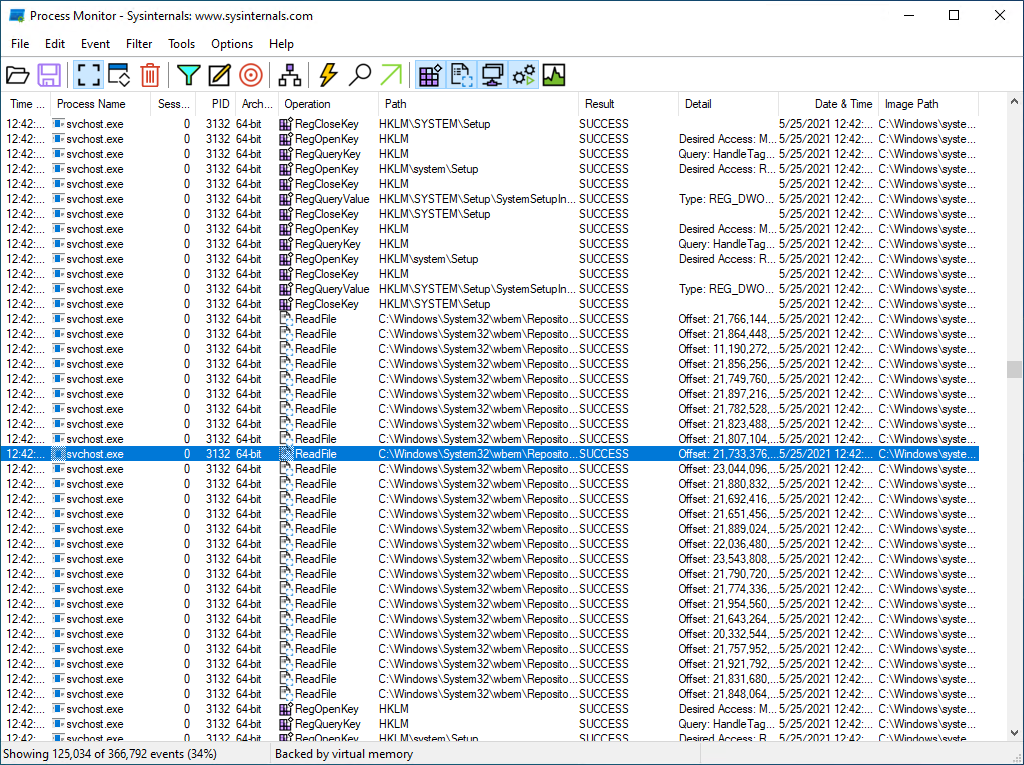 Process Monitor - Sysinternals: www.sysinternals.com
File Edit Event Filter Tools Options Help
Time ... Process Name Sess... PID Arch... Operation Path Result Detail Date & Time Image Path
12:42:... svchost.exe 0 3132 64-bit RegCloseKey HKLM\SYSTEM\Setup SUCCESS 5/25/2021 12:42:... C:\Windows\syste...
12:42:... svchost.exe 0 3132 64-bit RegOpenKey HKLM SUCCESS Desired Access: M... 5/25/2021 12:42:... C:\Windows\syste...
12:42:... svchost.exe 0 3132 64-bit RegQueryKey HKLM SUCCESS Query: HandleTag... 5/25/2021 12:42:... C:\Windows\syste...
12:42:... svchost.exe 0 3132 64-bit RegOpenKey HKLM\system\Setup SUCCESS Desired Access: R... 5/25/2021 12:42:... C:\Windows\syste...
12:42:... svchost.exe 0 3132 64-bit RegCloseKey HKLM SUCCESS 5/25/2021 12:42:... C:\Windows\syste...
12:42:... svchost.exe 0 3132 64-bit RegQueryValue HKLM\SYSTEM\Setup\SystemSetupIn... SUCCESS Type: REG_DWO... 5/25/2021 12:42:... C:\Windows\syste...
12:42:... svchost.exe 0 3132 64-bit RegCloseKey HKLM\SYSTEM\Setup SUCCESS 5/25/2021 12:42:... C:\Windows\syste...
12:42:... svchost.exe 0 3132 64-bit RegOpenKey HKLM SUCCESS Desired Access: M... 5/25/2021 12:42:... C:\Windows\syste...
12:42:... svchost.exe 0 3132 64-bit RegQueryKey HKLM SUCCESS Query: HandleTag... 5/25/2021 12:42:... C:\Windows\syste...
12:42:... svchost.exe 0 3132 64-bit RegOpenKey HKLM\system\Setup SUCCESS Desired Access: R... 5/25/2021 12:42:... C:\Windows\syste...
12:42:... svchost.exe 0 3132 64-bit RegCloseKey HKLM SUCCESS 5/25/2021 12:42:... C:\Windows\syste...
12:42:... svchost.exe 0 3132 64-bit RegQueryValue HKLM\SYSTEM\Setup\SystemSetupIn... SUCCESS Type: REG_DWO... 5/25/2021 12:42:... C:\Windows\syste...
12:42:... svchost.exe 0 3132 64-bit RegCloseKey HKLM\SYSTEM\Setup SUCCESS 5/25/2021 12:42:... C:\Windows\syste...
12:42:... svchost.exe 0 3132 64-bit ReadFile C:\Windows\System32\wbem\Reposito... SUCCESS Offset: 21,766,144,... 5/25/2021 12:42:... C:\Windows\syste...
12:42:... svchost.exe 0 3132 64-bit ReadFile C:\Windows\System32\wbem\Reposito... SUCCESS Offset: 21,864,448,... 5/25/2021 12:42:... C:\Windows\syste...
12:42:... svchost.exe 0 3132 64-bit ReadFile C:\Windows\System32\wbem\Reposito... SUCCESS Offset: 11,190,272,... 5/25/2021 12:42:... C:\Windows\syste...
12:42:... svchost.exe 0 3132 64-bit ReadFile C:\Windows\System32\wbem\Reposito... SUCCESS Offset: 21,856,256,... 5/25/2021 12:42:... C:\Windows\syste...
12:42:... svchost.exe 0 3132 64-bit ReadFile C:\Windows\System32\wbem\Reposito... SUCCESS Offset: 21,749,760,... 5/25/2021 12:42:... C:\Windows\syste...
12:42:... svchost.exe 0 3132 64-bit ReadFile C:\Windows\System32\wbem\Reposito... SUCCESS Offset: 21,897,216,... 5/25/2021 12:42:... C:\Windows\syste...
12:42:... svchost.exe 0 3132 64-bit ReadFile C:\Windows\System32\wbem\Reposito... SUCCESS Offset: 21,782,528,... 5/25/2021 12:42:... C:\Windows\syste...
12:42:... svchost.exe 0 3132 64-bit ReadFile C:\Windows\System32\wbem\Reposito... SUCCESS Offset: 21,823,488,... 5/25/2021 12:42:... C:\Windows\syste...
12:42:... svchost.exe 0 3132 64-bit ReadFile C:\Windows\System32\wbem\Reposito... SUCCESS Offset: 21,807,104,... 5/25/2021 12:42:... C:\Windows\syste...
12:42:... svchost.exe 0 3132 64-bit ReadFile C:\Windows\System32\wbem\Reposito... SUCCESS Offset: 21,733,376,... 5/25/2021 12:42:... C:\Windows\syste...
12:42:... svchost.exe 0 3132 64-bit ReadFile C:\Windows\System32\wbem\Reposito... SUCCESS Offset: 23,044,096,... 5/25/2021 12:42:... C:\Windows\syste...
12:42:... svchost.exe 0 3132 64-bit ReadFile C:\Windows\System32\wbem\Reposito... SUCCESS Offset: 21,880,832,... 5/25/2021 12:42:... C:\Windows\syste...
12:42:... svchost.exe 0 3132 64-bit ReadFile C:\Windows\System32\wbem\Reposito... SUCCESS Offset: 21,692,416,... 5/25/2021 12:42:... C:\Windows\syste...
12:42:... svchost.exe 0 3132 64-bit ReadFile C:\Windows\System32\wbem\Reposito... SUCCESS Offset: 21,651,456,... 5/25/2021 12:42:... C:\Windows\syste...
12:42:... svchost.exe 0 3132 64-bit ReadFile C:\Windows\System32\wbem\Reposito... SUCCESS Offset: 21,889,024,... 5/25/2021 12:42:... C:\Windows\syste...
12:42:... svchost.exe 0 3132 64-bit ReadFile C:\Windows\System32\wbem\Reposito... SUCCESS Offset: 22,036,480,... 5/25/2021 12:42:... C:\Windows\syste...
12:42:... svchost.exe 0 3132 64-bit ReadFile C:\Windows\System32\wbem\Reposito... SUCCESS Offset: 23,543,808,... 5/25/2021 12:42:... C:\Windows\syste...
12:42:... svchost.exe 0 3132 64-bit ReadFile C:\Windows\System32\wbem\Reposito... SUCCESS Offset: 21,790,720,... 5/25/2021 12:42:... C:\Windows\syste...
12:42:... svchost.exe 0 3132 64-bit ReadFile C:\Windows\System32\wbem\Reposito... SUCCESS Offset: 21,774,336,... 5/25/2021 12:42:... C:\Windows\syste...
12:42:... svchost.exe 0 3132 64-bit ReadFile C:\Windows\System32\wbem\Reposito... SUCCESS Offset: 21,954,560,... 5/25/2021 12:42:... C:\Windows\syste...
12:42:... svchost.exe 0 3132 64-bit ReadFile C:\Windows\System32\wbem\Reposito... SUCCESS Offset: 21,643,264,... 5/25/2021 12:42:... C:\Windows\syste...
12:42:... svchost.exe 0 3132 64-bit ReadFile C:\Windows\System32\wbem\Reposito... SUCCESS Offset: 20,332,544,... 5/25/2021 12:42:... C:\Windows\syste...
12:42:... svchost.exe 0 3132 64-bit ReadFile C:\Windows\System32\wbem\Reposito... SUCCESS Offset: 21,757,952,... 5/25/2021 12:42:... C:\Windows\syste...
12:42:... svchost.exe 0 3132 64-bit ReadFile C:\Windows\System32\wbem\Reposito... SUCCESS Offset: 21,921,792,... 5/25/2021 12:42:... C:\Windows\syste...
12:42:... svchost.exe 0 3132 64-bit ReadFile C:\Windows\System32\wbem\Reposito... SUCCESS Offset: 21,831,680,... 5/25/2021 12:42:... C:\Windows\syste...
12:42:... svchost.exe 0 3132 64-bit ReadFile C:\Windows\System32\wbem\Reposito... SUCCESS Offset: 21,848,064,... 5/25/2021 12:42:... C:\Windows\syste...
12:42:... svchost.exe 0 3132 64-bit RegOpenKey HKLM SUCCESS Desired Access: M... 5/25/2021 12:42:... C:\Windows\syste...
12:42:... svchost.exe 0 3132 64-bit RegQueryKey HKLM SUCCESS Query: HandleTag... 5/25/2021 12:42:... C:\Windows\syste...
12:42:... svchost.exe 0 3132 64-bit RegOpenKey HKLM\system\Setup SUCCESS Desired Access: R... 5/25/2021 12:42:... C:\Windows\syste...
Showing 125,034 of 366,792 events (34%) Backed by virtual memory